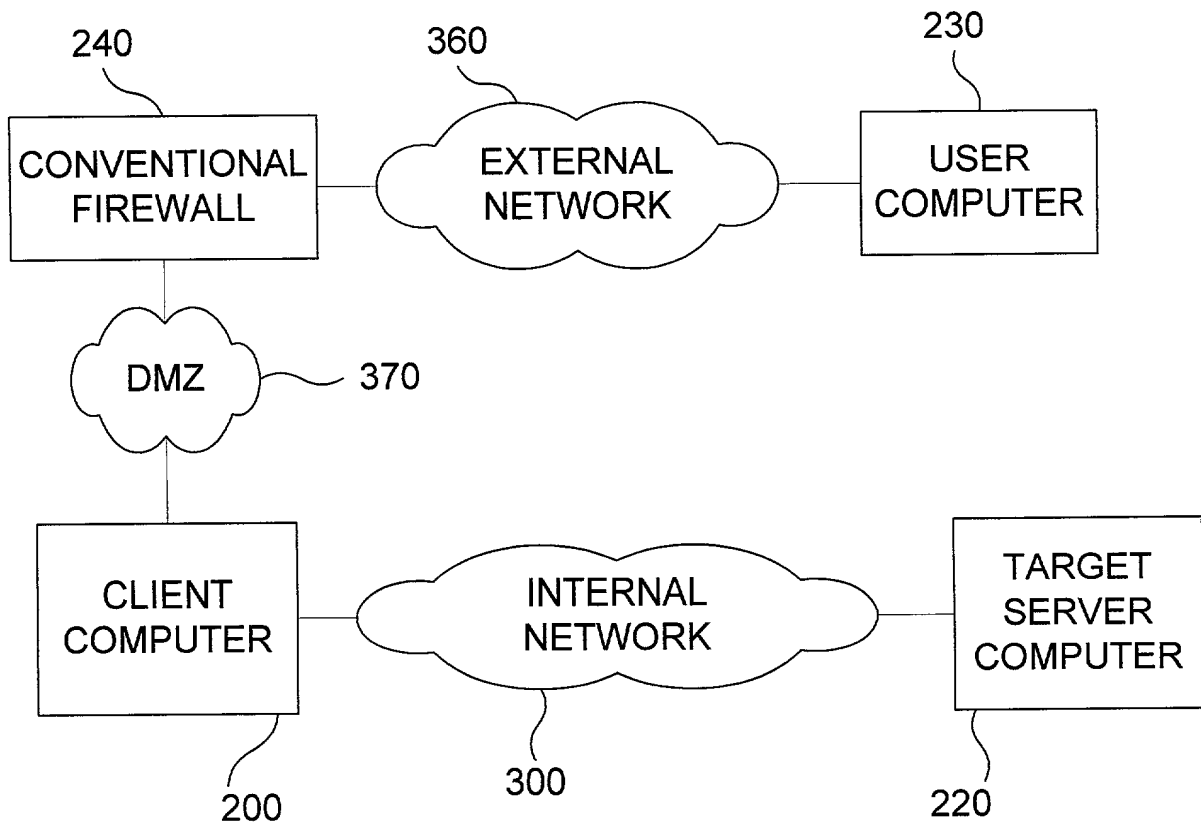 240
360
230
CONVENTIONAL
FIREWALL
EXTERNAL
NETWORK
USER
COMPUTER
DMZ
370
CLIENT
COMPUTER
INTERNAL
NETWORK
TARGET
SERVER
COMPUTER
200
300
220